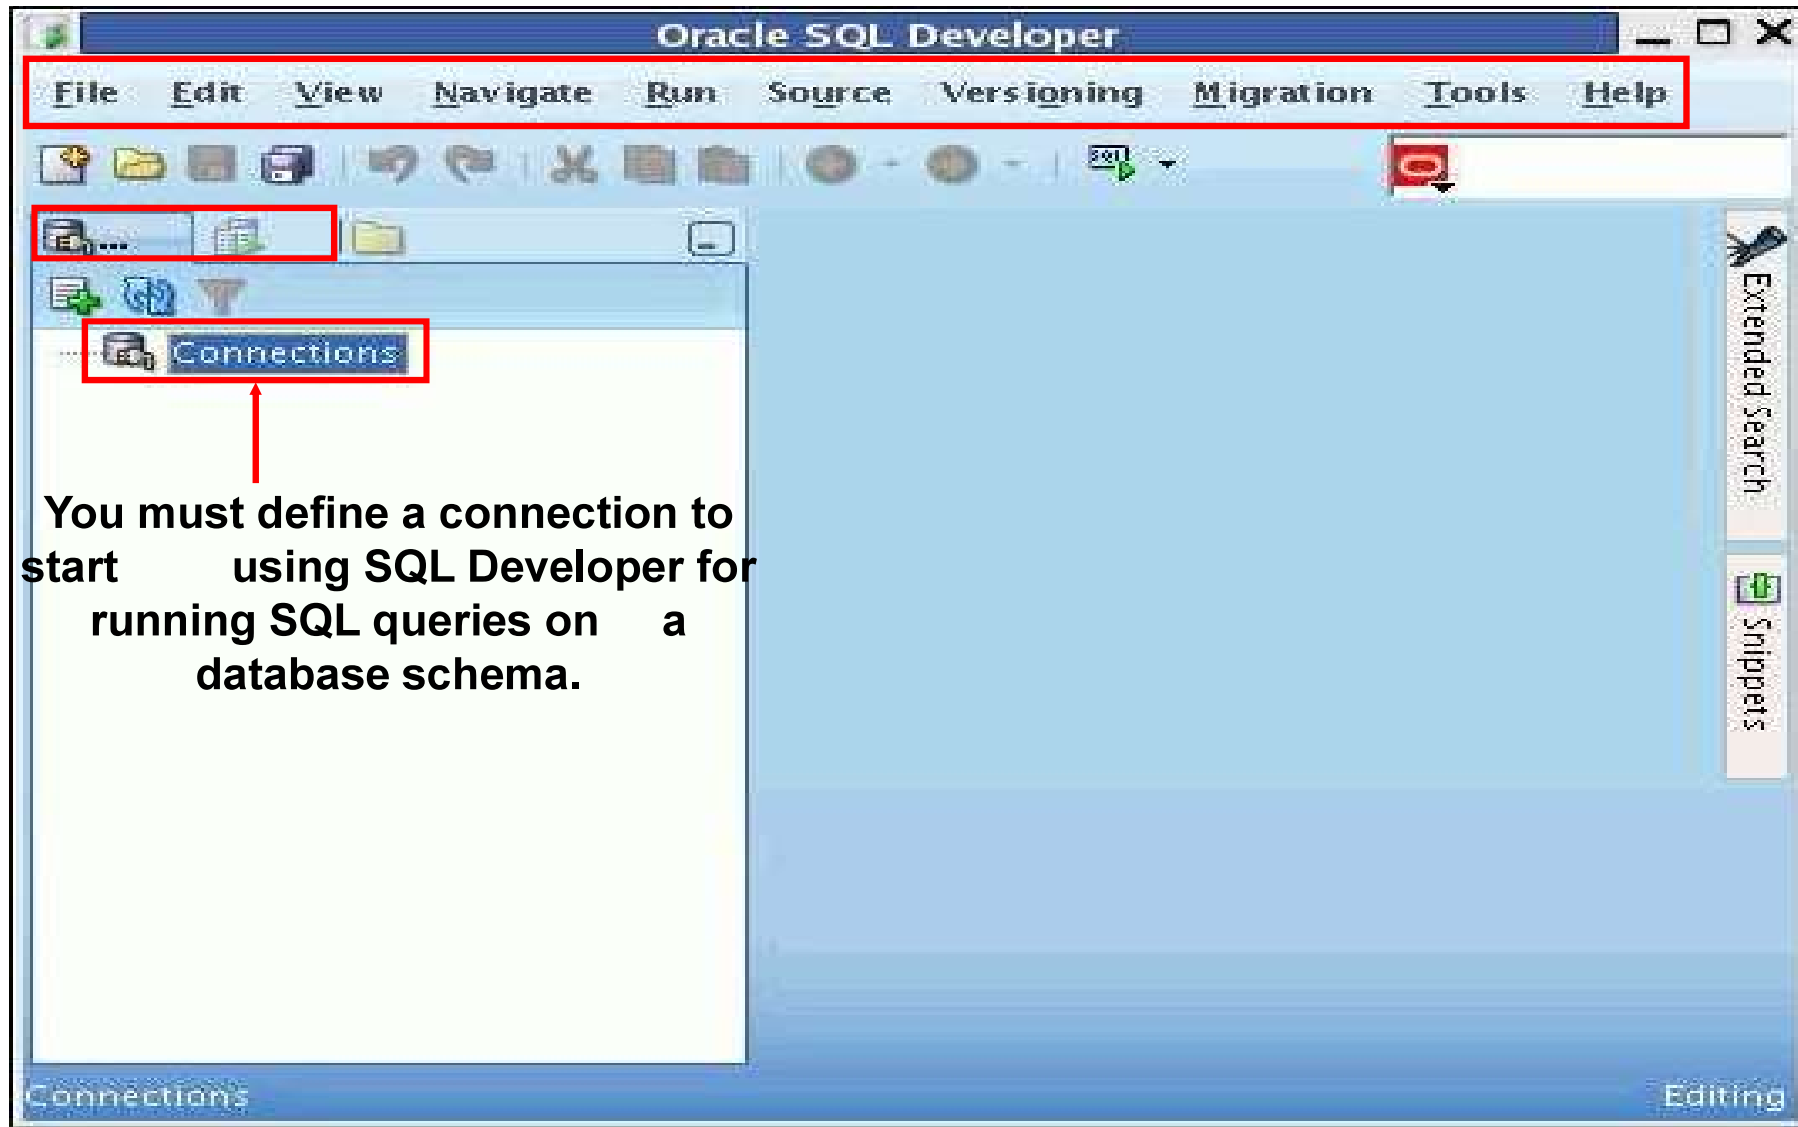 Oracle SQL Developer
File Edit View Navigate Run Source Versioning Migration Tools Help
SQL
...
Connections
You must define a connection to
start using SQL Developer for
running SQL queries on a
database schema.
Extended Search
Snippets
Connections Editing